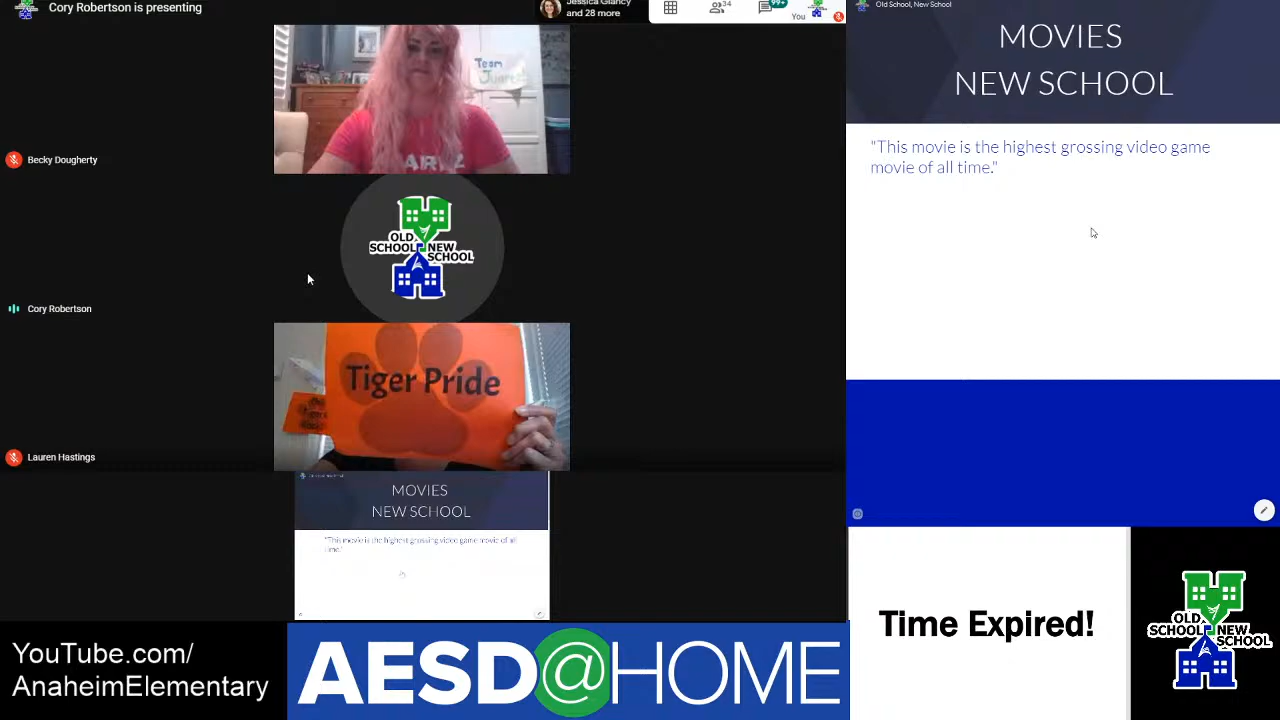 Cory Robertson is presenting
and 28 more
34
99+
You
Old School, New School
MOVIES
NEW SCHOOL
"This movie is the highest grossing video game
movie of all time."
Team
Becky Dougherty
OLD
SCHOOL
NEW
SCHOOL
Cory Robertson
Tiger Pride
Lauren Hastings
MOVIES
NEW SCHOOL
"This movie is the highest grossing video game movie of all
time."
Time Expired!
OLD
SCHOOL
NEW
SCHOOL
YouTube.com/
AnaheimElementary
AESD@HOME